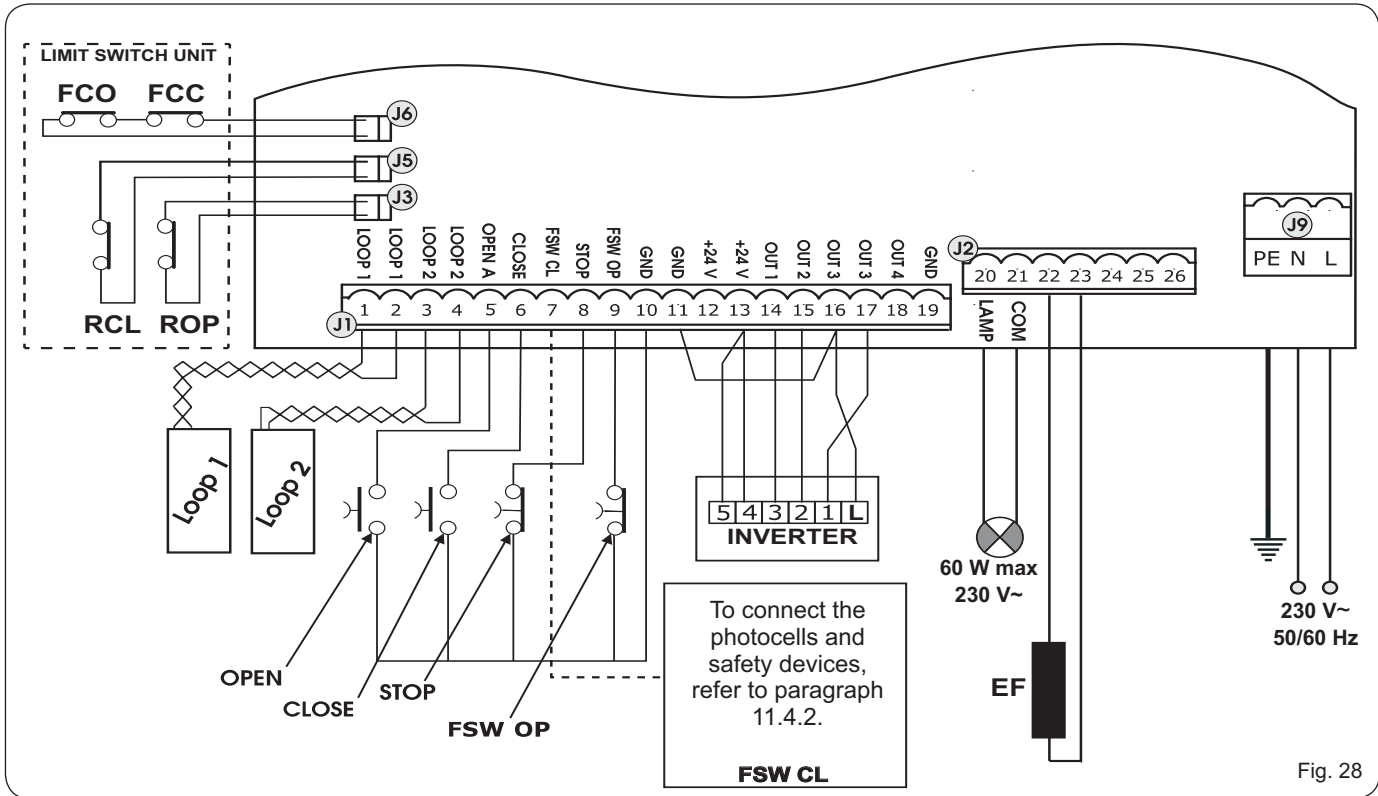 LIMIT SWITCH UNIT
FCO FCC
J6
J5
J3
RCL ROP
LOOP 1
LOOP 1
LOOP 2
LOOP 2
OPEN A
CLOSE
FSW CL
STOP
FSW OP
GND
GND
+24 V
+24 V
OUT 1
OUT 2
OUT 3
OUT 3
OUT 4
GND
J1
1 2 3 4 5 6 7 8 9 10 11 12 13 14 15 16 17 18 19
J2
20 21 22 23 24 25 26
LAMP
COM
J9
PE N L
Loop 1
Loop 2
OPEN
CLOSE
STOP
FSW OP
5 4 3 2 1 L
INVERTER
To connect the
photocells and
safety devices,
refer to paragraph
11.4.2.
FSW CL
60 W max
230 V~
EF
230 V~
50/60 Hz
Fig. 28